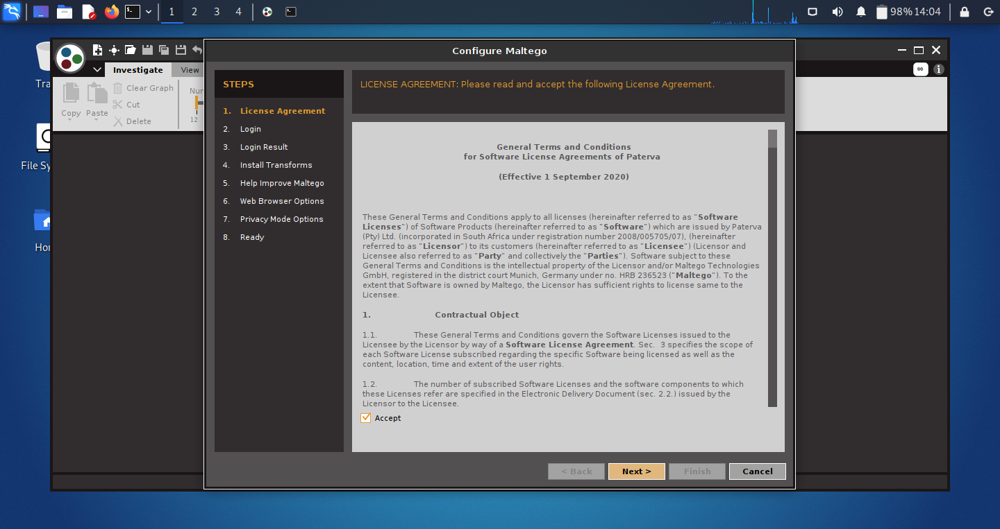 1 2 3 4
98% 14:04
Configure Maltego
Investigate View
Clear Graph
Cut
Delete
Copy Paste
12
STEPS
1. License Agreement
2. Login
3. Login Result
4. Install Transforms
5. Help Improve Maltego
6. Web Browser Options
7. Privacy Mode Options
8. Ready
LICENSE AGREEMENT: Please read and accept the following License Agreement.
General Terms and Conditions
for Software License Agreements of Paterva
(Effective 1 September 2020)
These General Terms and Conditions apply to all licenses (hereinafter referred to as "Software
Licenses") of Software Products (hereinafter referred to as "Software") which are issued by Paterva
(Pty) Ltd. (incorporated in South Africa under registration number 2008/005705/07), (hereinafter
referred to as "Licensor") to its customers (hereinafter referred to as "Licensee") (Licensor and
Licensee also referred to as "Party" and collectively the "Parties"). Software subject to these
General Terms and Conditions is the intellectual property of the Licensor and/or Maltego Technologies
GmbH, registered in the district court Munich, Germany under no. HRB 236523 ("Maltego"). To the
extent that Software is owned by Maltego, the Licensor has sufficient rights to license same to the
Licensee.
1. Contractual Object
1.1. These General Terms and Conditions govern the Software Licenses issued to the
Licensee by the Licensor by way of a Software License Agreement. Sec. 3 specifies the scope of
each Software License subscribed regarding the specific Software being licensed as well as the
content, location, time and extent of the user rights.
1.2. The number of subscribed Software Licenses and the software components to which
these Licenses refer are specified in the Electronic Delivery Document (sec. 2.2.) issued by the
Licensor to the Licensee.
Accept
< Back Next > Finish Cancel
File